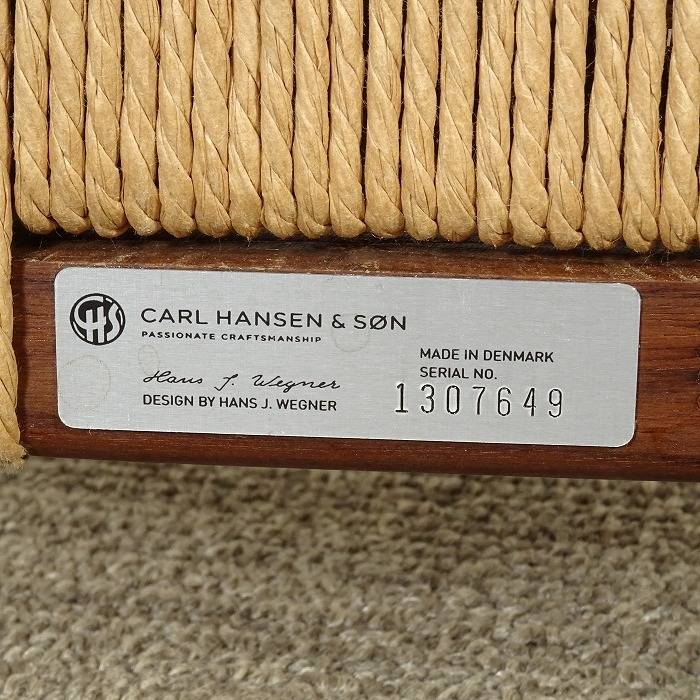 CHS
CARL HANSEN & SØN
PASSIONATE CRAFTSMANSHIP
Hans J. Wegner
DESIGN BY HANS J. WEGNER
MADE IN DENMARK
SERIAL NO.
1307649